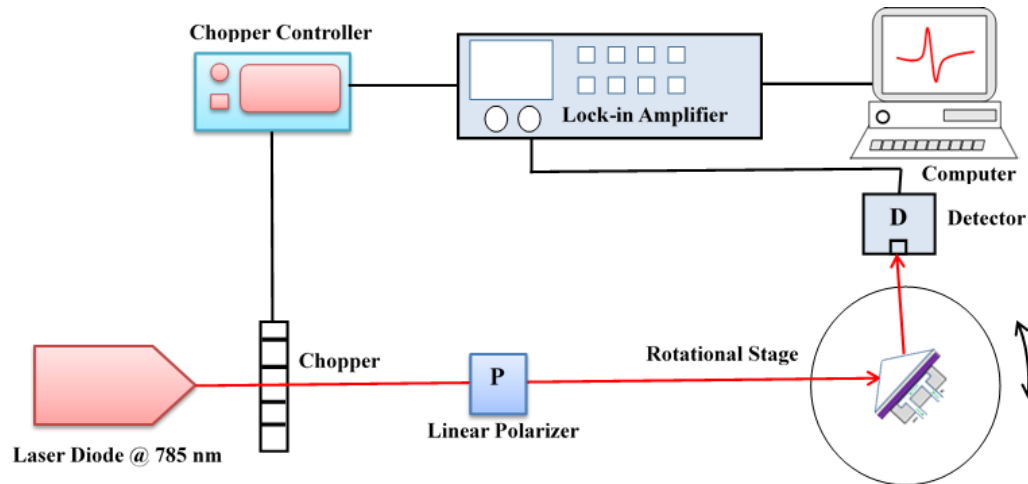 Chopper Controller
Lock-in Amplifier
Computer
D
Detector
Chopper
Rotational Stage
P
Linear Polarizer
Laser Diode @ 785 nm